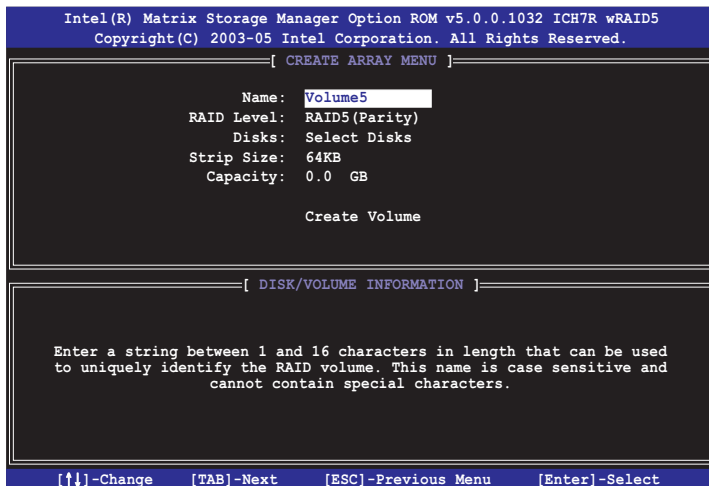 Intel(R) Matrix Storage Manager Option ROM v5.0.0.1032 ICH7R wRAID5
Copyright(C) 2003-05 Intel Corporation. All Rights Reserved.
[ CREATE ARRAY MENU ]
Name: Volume5
RAID Level: RAID5(Parity)
Disks: Select Disks
Strip Size: 64KB
Capacity: 0.0 GB
Create Volume
[ DISK/VOLUME INFORMATION ]
Enter a string between 1 and 16 characters in length that can be used
to uniquely identify the RAID volume. This name is case sensitive and
cannot contain special characters.
[↑↓]-Change [TAB]-Next [ESC]-Previous Menu [Enter]-Select